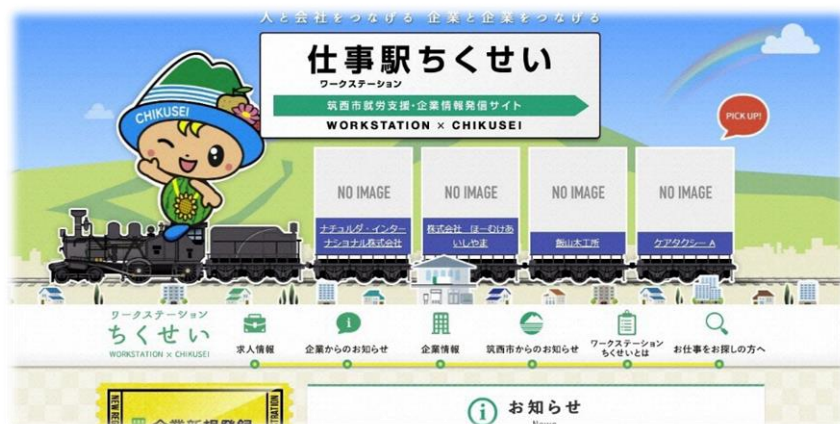 人と会社をつなげる 企業と企業をつなげる
仕事駅ちくせい
ワークステーション
筑西市就労支援・企業情報発信サイト
WORKSTATION × CHIKUSEI
CHIKUSEI
PICK UP!
NO IMAGE
ナチュルダ・インター
ナショナル株式会社
NO IMAGE
株式会社 ほーむけあ
いしやま
NO IMAGE
飯山木工所
NO IMAGE
ケアタクシー A
ワークステーション
ちくせい
WORKSTATION × CHIKUSEI
求人情報
企業からのお知らせ
企業情報
筑西市からのお知らせ
ワークステーション
ちくせいとは
お仕事をお探しの方へ
企業新規登録
お知らせ
News